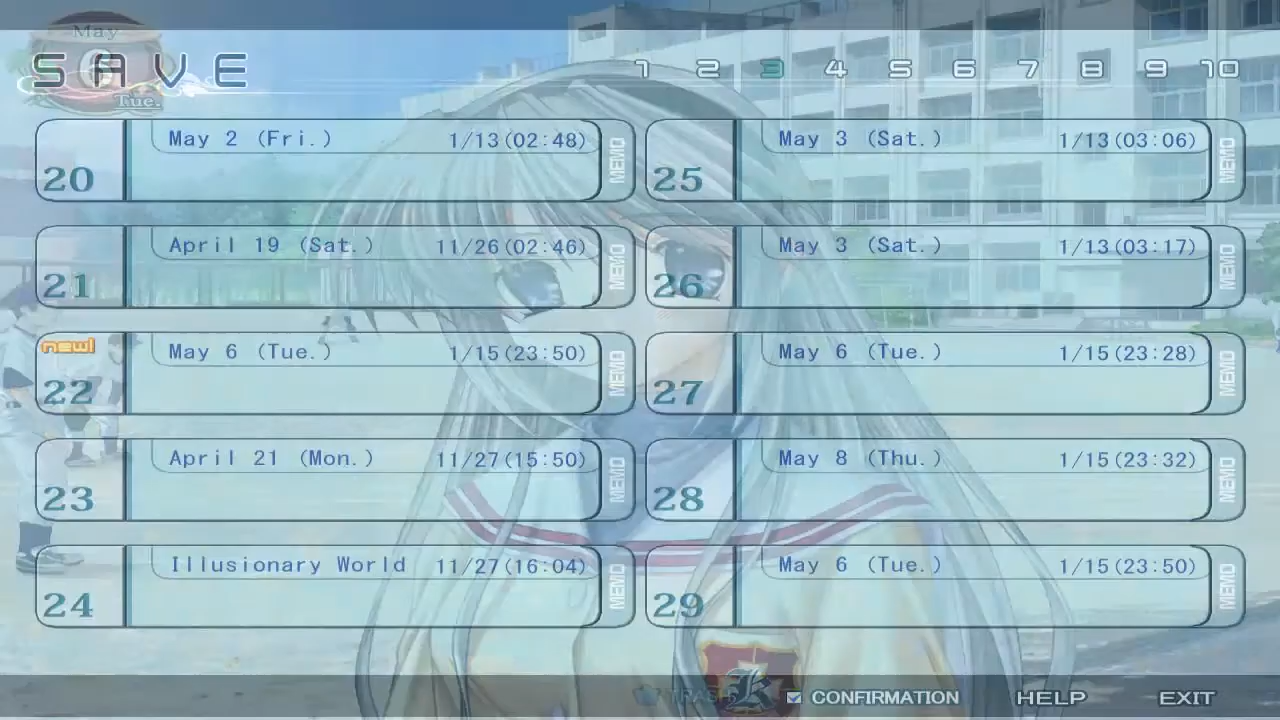 May
6
Tue.
SAVE
1 2 3 4 5 6 7 8 9 10
20
May 2 (Fri.) 1/13(02:48)
MEMO
25
May 3 (Sat.) 1/13(03:06)
MEMO
21
April 19 (Sat.) 11/26(02:46)
MEMO
26
May 3 (Sat.) 1/13(03:17)
MEMO
new!
22
May 6 (Tue.) 1/15(23:50)
MEMO
27
May 6 (Tue.) 1/15(23:28)
MEMO
23
April 21 (Mon.) 11/27(15:50)
MEMO
28
May 8 (Thu.) 1/15(23:32)
MEMO
24
Illusionary World 11/27(16:04)
MEMO
29
May 6 (Tue.) 1/15(23:50)
MEMO
TRASH CONFIRMATION HELP EXIT